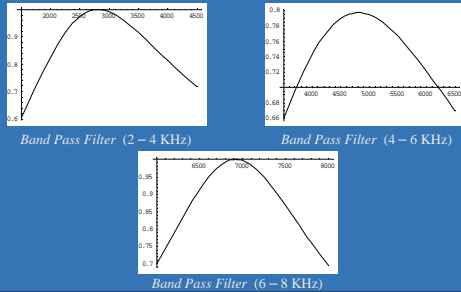 0.9
0.8
0.7
0.6
2000 2500 3000 3500 4000 4500
Band Pass Filter (2 – 4 KHz)
0.8
0.78
0.76
0.74
0.72
0.68
0.66
4000 4500 5000 5500 6000 6500
Band Pass Filter (4 – 6 KHz)
0.95
0.9
0.85
0.8
0.75
0.7
6500 7000 7500 8000
Band Pass Filter (6 – 8 KHz)